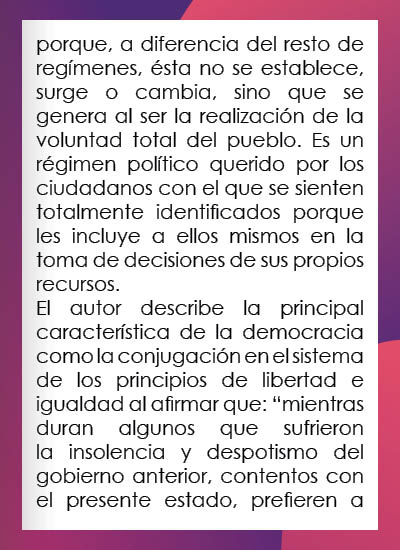 porque, a diferencia del resto de
regímenes, ésta no se establece,
surge o cambia, sino que se
genera al ser la realización de la
voluntad total del pueblo. Es un
régimen político querido por los
ciudadanos con el que se sienten
totalmente identificados porque
les incluye a ellos mismos en la
toma de decisiones de sus propios
recursos.
El autor describe la principal
característica de la democracia
como la conjugación en el sistema
de los principios de libertad e
igualdad al afirmar que: “mientras
duran algunos que sufrieron
la insolencia y despotismo del
gobierno anterior, contentos con
el presente estado, prefieren a